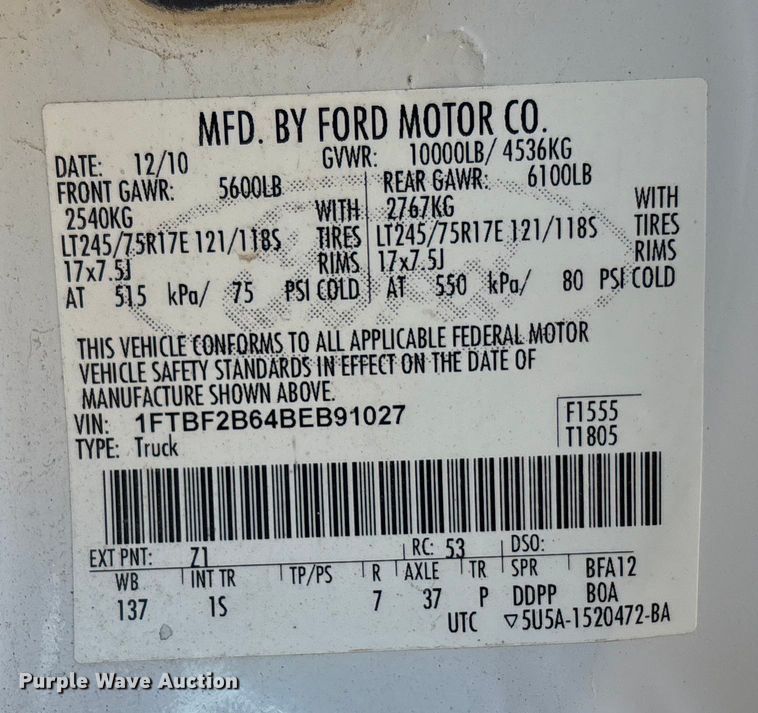 MFD. BY FORD MOTOR CO.
DATE: 12/10 GVWR: 10000LB/ 4536KG
FRONT GAWR: 5600LB REAR GAWR: 6100LB
2540KG WITH 2767KG WITH
LT245/75R17E 121/118S TIRES LT245/75R17E 121/118S TIRES
17x7.5J RIMS 17x7.5J RIMS
AT 515 kPa/ 75 PSI COLD AT 550 kPa/ 80 PSI COLD
THIS VEHICLE CONFORMS TO ALL APPLICABLE FEDERAL MOTOR
VEHICLE SAFETY STANDARDS IN EFFECT ON THE DATE OF
MANUFACTURE SHOWN ABOVE.
VIN: 1FTBF2B64BEB91027 F1555
TYPE: Truck T1805
EXT PNT: Z1 RC: 53 DSO:
WB INT TR TP/PS R AXLE TR SPR BFA12
137 1S 7 37 P DDPP BOA
UTC ▽5U5A-1520472-BA
Purple Wave Auction